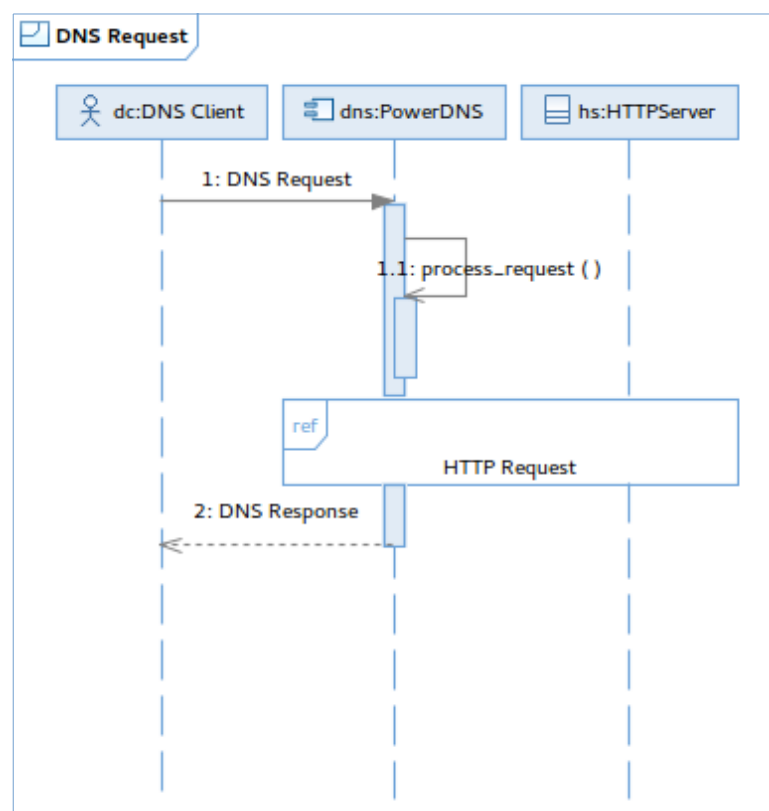 DNS Request
dc:DNS Client
dns:PowerDNS
hs:HTTPServer
1: DNS Request
1.1: process_request ( )
ref
HTTP Request
2: DNS Response